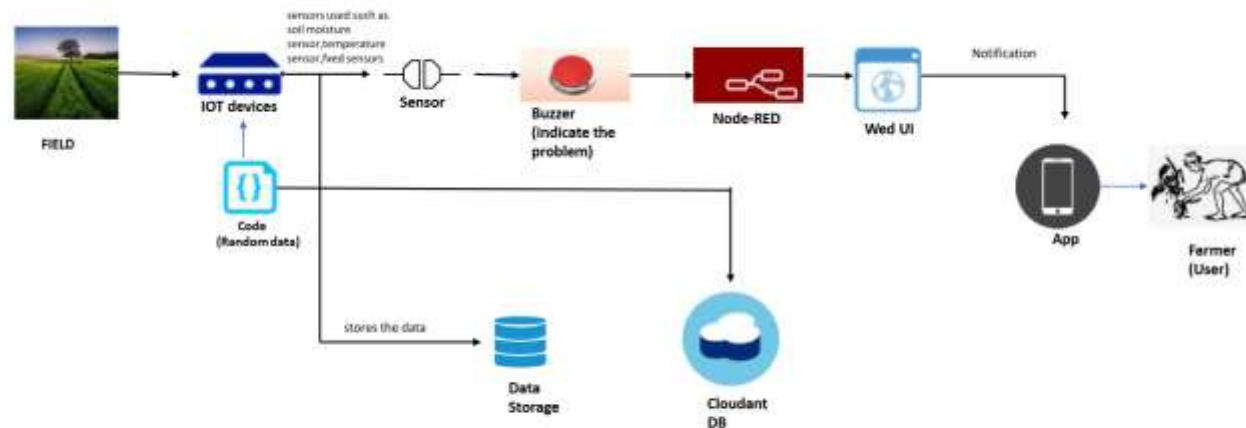 sensors used such as
soil moisture
sensor,temperature
sensor,fwed sensors
IOT devices
Sensor
Buzzer
(indicate the
problem)
Node-RED
Wed UI
Notification
FIELD
Code
(Random data)
App
Farmer
(User)
stores the data
Data
Storage
Cloudant
DB